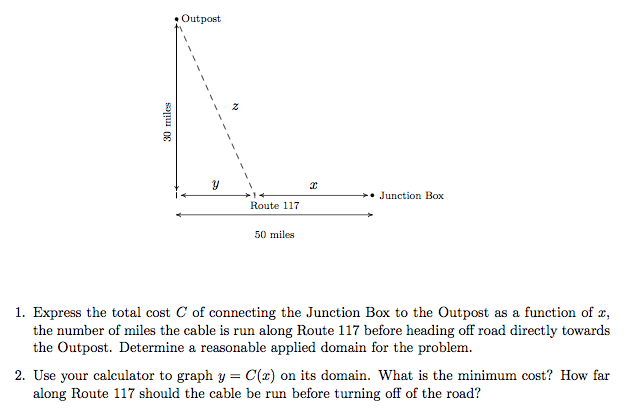 Outpost
30 miles
z
y
x
Junction Box
Route 117
50 miles
1. Express the total cost C of connecting the Junction Box to the Outpost as a function of x,
the number of miles the cable is run along Route 117 before heading off road directly towards
the Outpost. Determine a reasonable applied domain for the problem.
2. Use your calculator to graph y = C(x) on its domain. What is the minimum cost? How far
along Route 117 should the cable be run before turning off of the road?